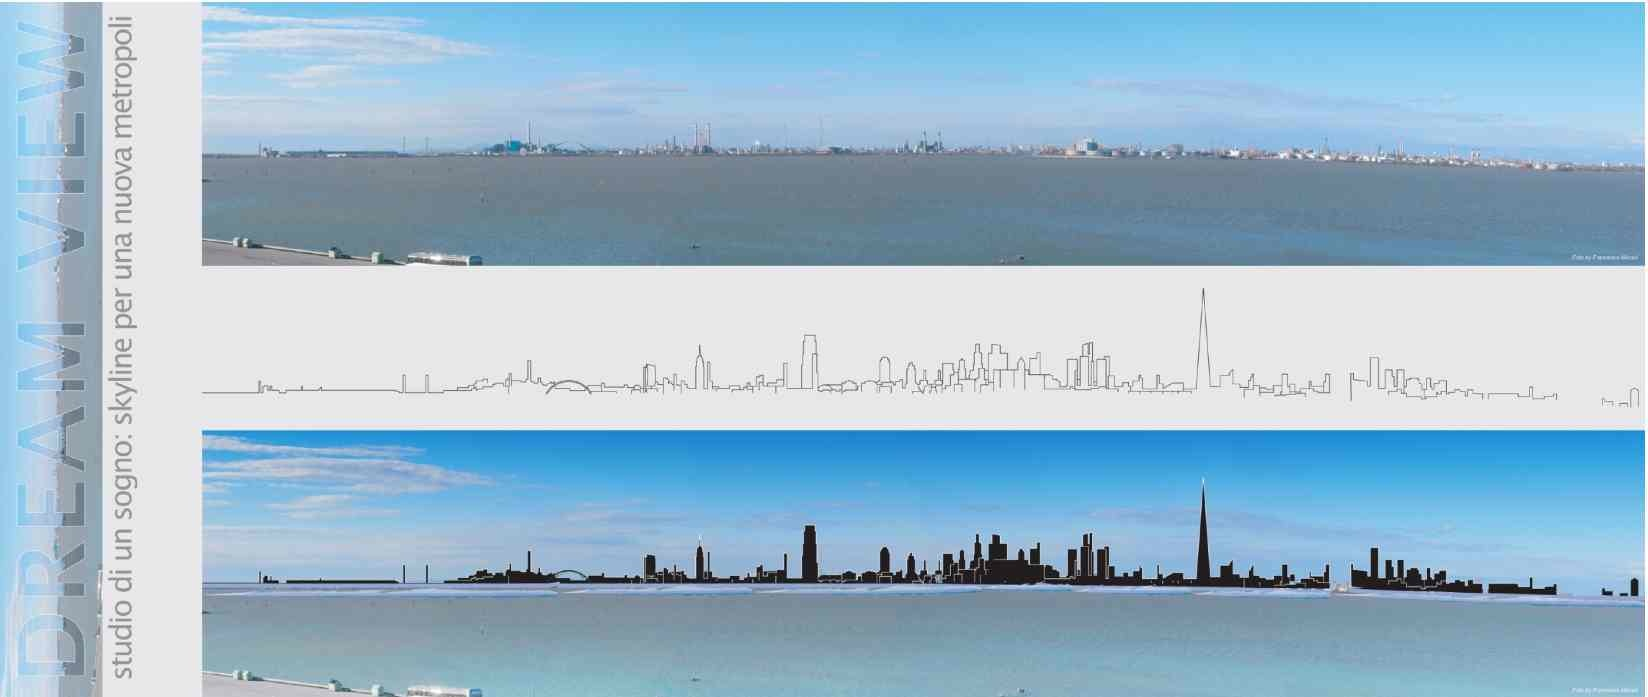 DREAM VIEW
studio di un sogno: skyline per una nuova metropoli